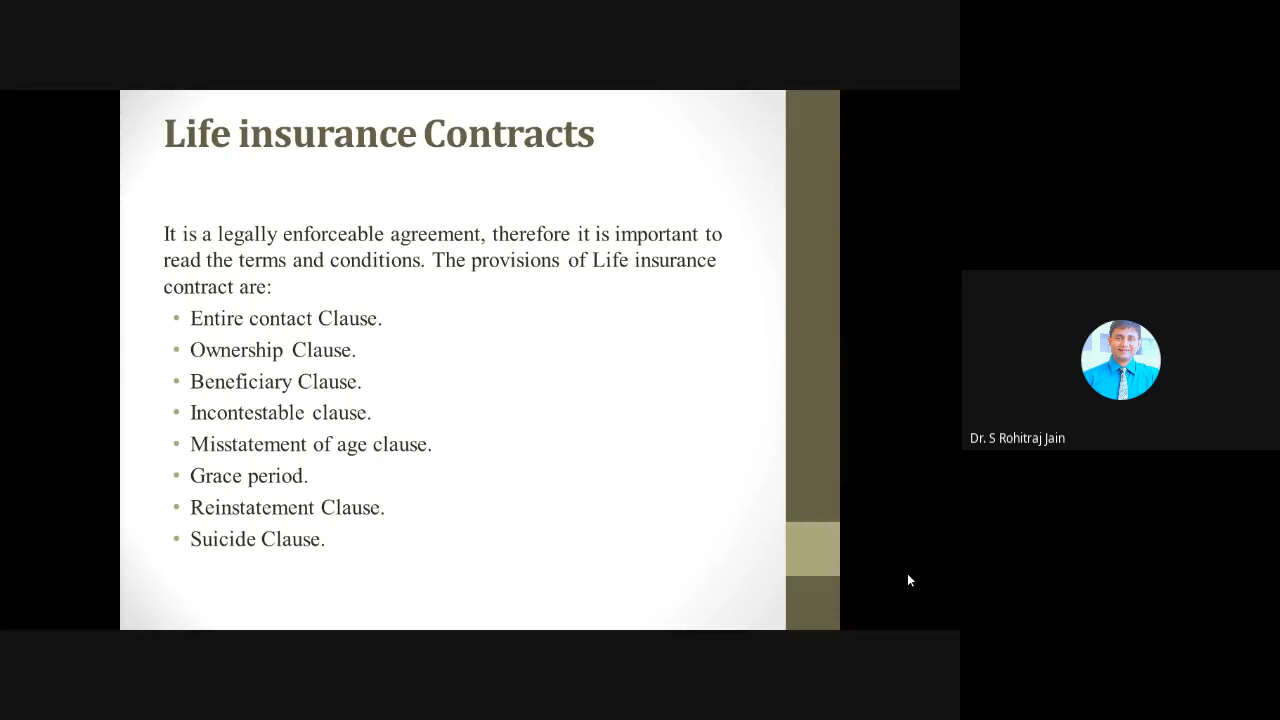 Life insurance Contracts
It is a legally enforceable agreement, therefore it is important to
read the terms and conditions. The provisions of Life insurance
contract are:
• Entire contact Clause.
• Ownership Clause.
• Beneficiary Clause.
• Incontestable clause.
• Misstatement of age clause.
• Grace period.
• Reinstatement Clause.
• Suicide Clause.
Dr. S Rohitraj Jain